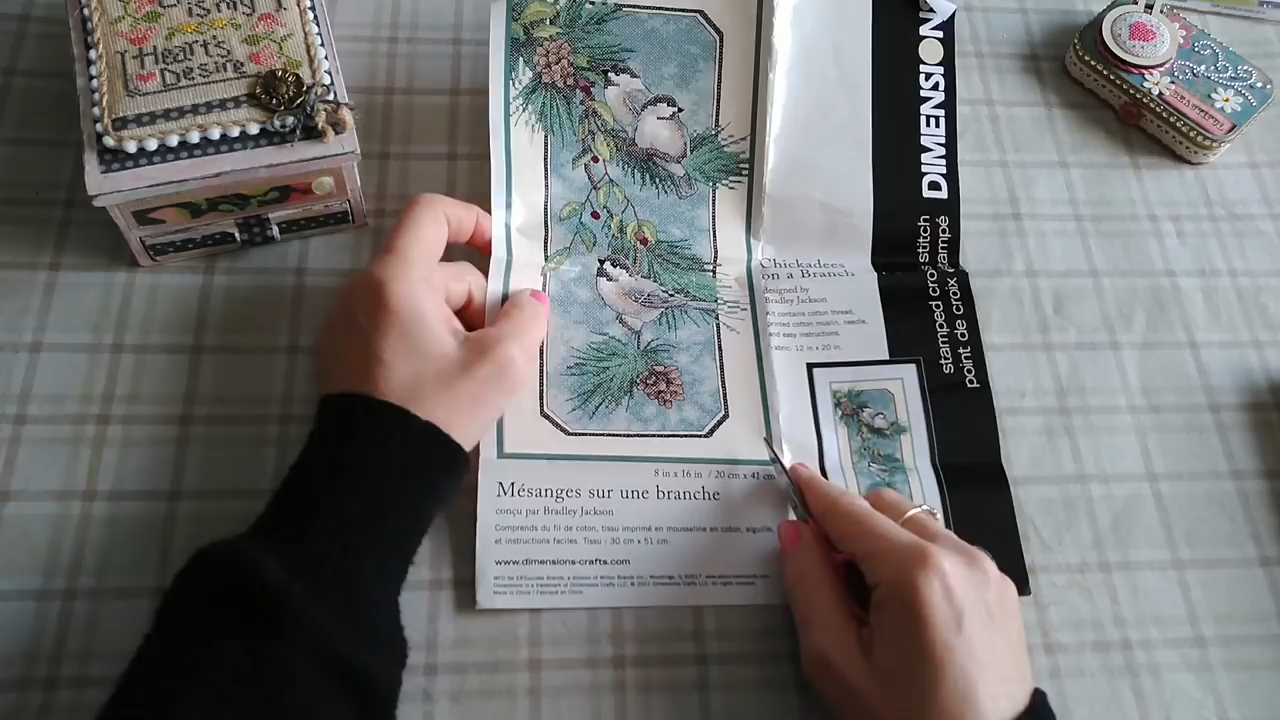 is my
Heart's
Desire
DIMENSIONS
stamped cross stitch
point de croix
Chickadees
on a Branch
designed by
Bradley Jackson
Kit contains cotton thread,
printed cotton muslin, needle,
and easy instructions.
Fabric: 12 in x 20 in.
8 in x 16 in / 20 cm x 41 cm
Mésanges sur une branche
conçu par Bradley Jackson
Comprends du fil de coton, tissu imprimé en mousseline en coton, aiguille,
et instructions faciles. Tissu : 30 cm x 51 cm.
www.dimensions-crafts.com
Made in China / Fabriqué en Chine
BEAUTIFUL